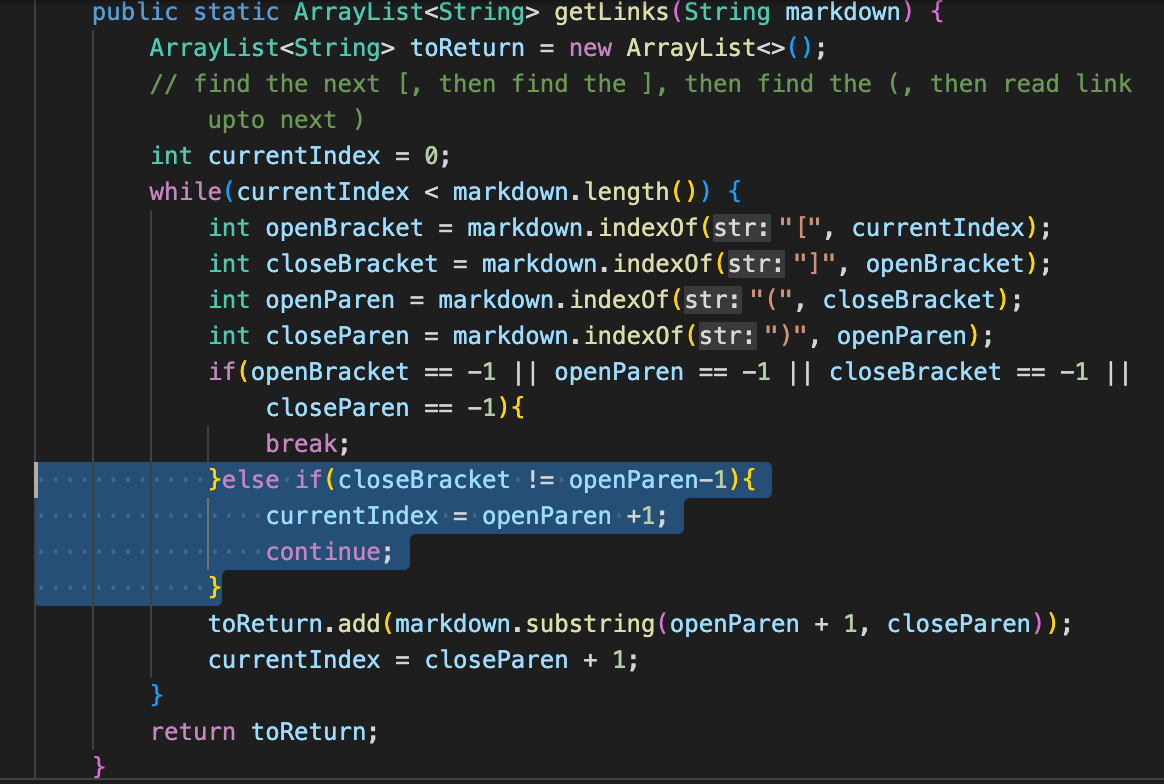 public static ArrayList<String> getLinks(String markdown) {
ArrayList<String> toReturn = new ArrayList<>();
// find the next [, then find the ], then find the (, then read link
upto next )
int currentIndex = 0;
while(currentIndex < markdown.length()) {
int openBracket = markdown.indexOf(str: "[", currentIndex);
int closeBracket = markdown.indexOf(str: "]", openBracket);
int openParen = markdown.indexOf(str: "(", closeBracket);
int closeParen = markdown.indexOf(str: ")", openParen);
if(openBracket == -1 || openParen == -1 || closeBracket == -1 ||
closeParen == -1){
break;
}else if(closeBracket != openParen-1){
currentIndex = openParen +1;
continue;
}
toReturn.add(markdown.substring(openParen + 1, closeParen));
currentIndex = closeParen + 1;
}
return toReturn;
}